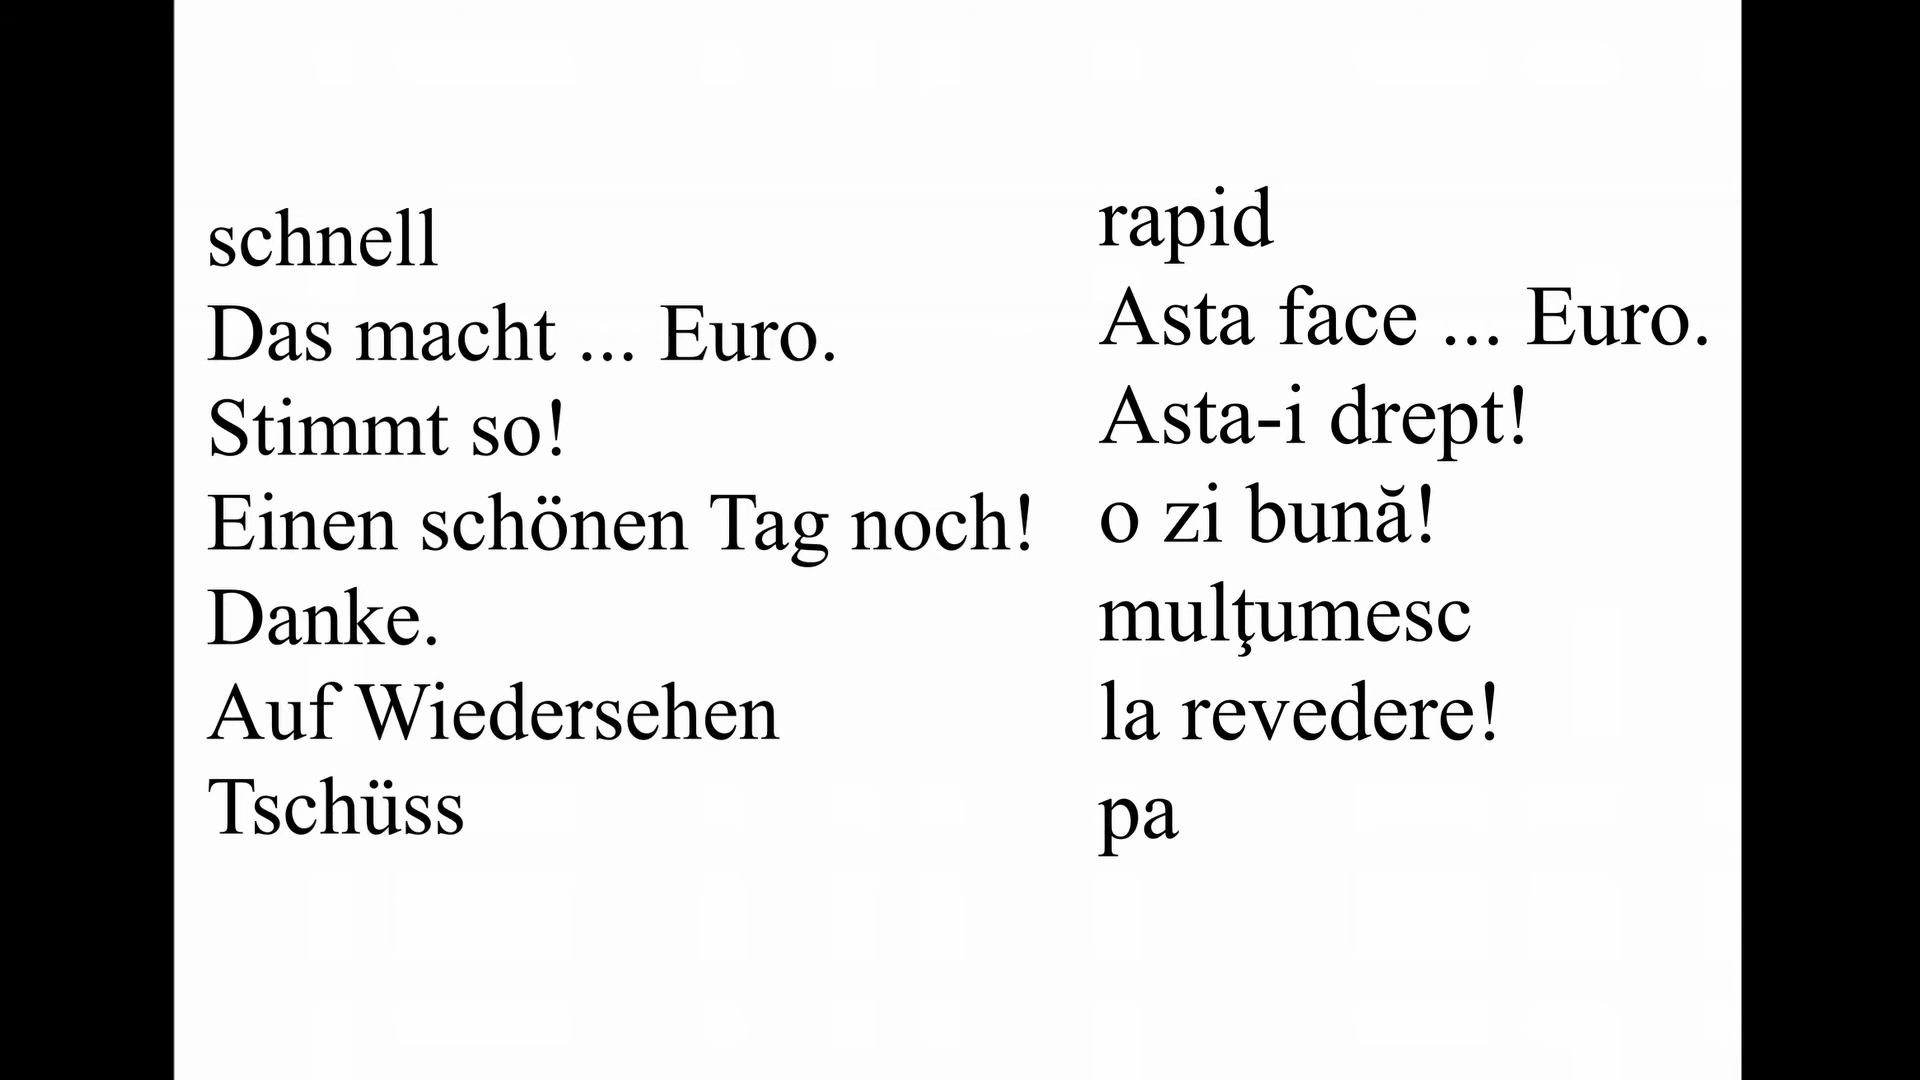 schnell
Das macht ... Euro.
Stimmt so!
Einen schönen Tag noch!
Danke.
Auf Wiedersehen
Tschüss
rapid
Asta face ... Euro.
Asta-i drept!
o zi bună!
mulţumesc
la revedere!
pa